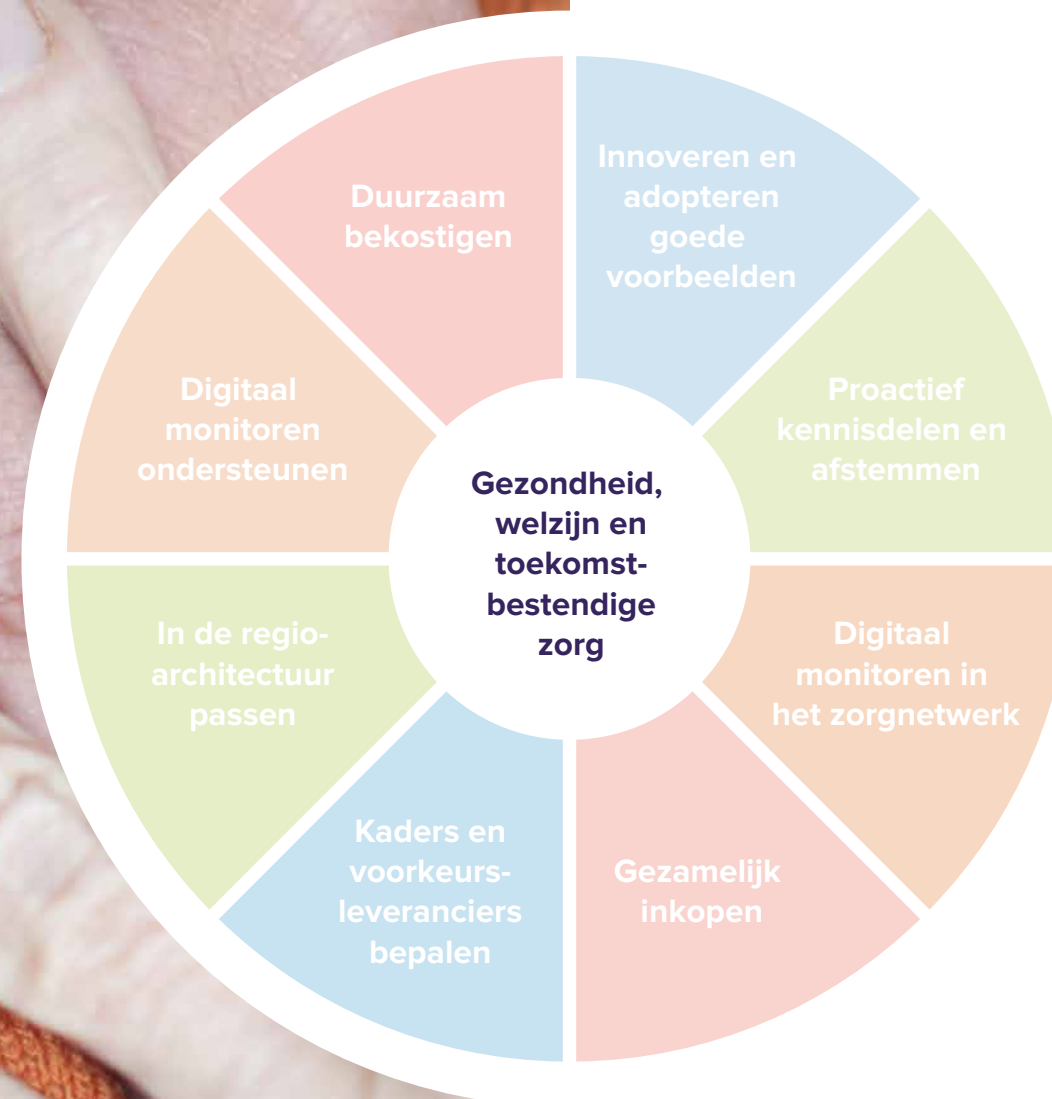 Innoveren en
adopteren
goede
voorbeelden
Proactief
kennisdelen en
afstemmen
Digitaal
monitoren in
het zorgnetwerk
Gezamelijk
inkopen
Kaders en
voorkeurs-
leveranciers
bepalen
In de regio-
architectuur
passen
Digitaal
monitoren
ondersteunen
Duurzaam
bekostigen
Gezondheid,
welzijn en
toekomst-
bestendige
zorg